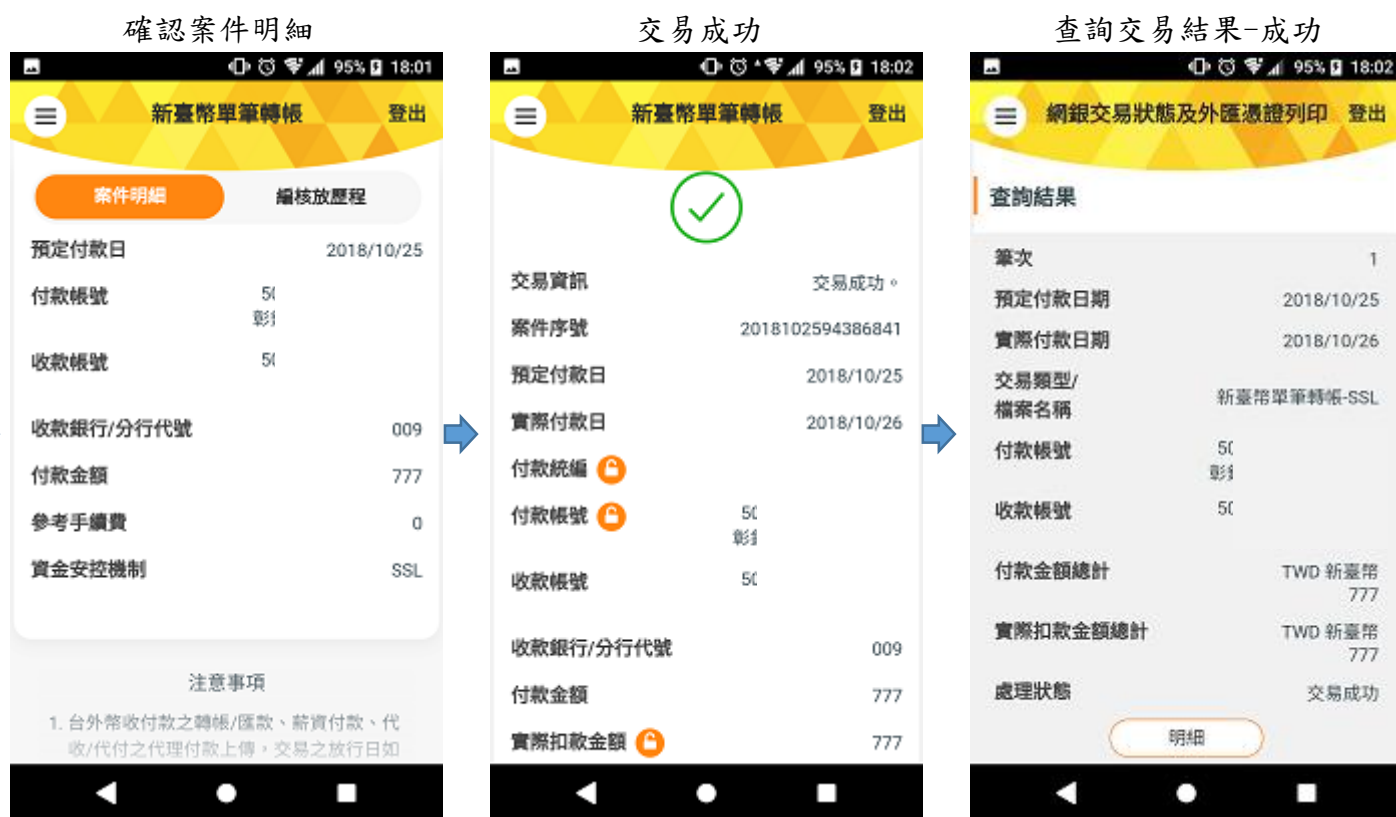 確認案件明細
95% 18:01
新臺幣單筆轉帳 登出
案件明細 編核放歷程
預定付款日 2018/10/25
付款帳號 50
彰
收款帳號 50
收款銀行/分行代號 009
付款金額 777
參考手續費 0
資金安控機制 SSL
注意事項
1. 台外幣收付款之轉帳/匯款、薪資付款、代
收/代付之代理付款上傳，交易之放行日如
交易成功
95% 18:02
新臺幣單筆轉帳 登出
交易資訊 交易成功。
案件序號 2018102594386841
預定付款日 2018/10/25
實際付款日 2018/10/26
付款統編
付款帳號 50
彰
收款帳號 50
收款銀行/分行代號 009
付款金額 777
實際扣款金額 777
查詢交易結果-成功
95% 18:02
網銀交易狀態及外匯憑證列印 登出
查詢結果
筆次 1
預定付款日期 2018/10/25
實際付款日期 2018/10/26
交易類型/
檔案名稱 新臺幣單筆轉帳-SSL
付款帳號 50
彰
收款帳號 50
付款金額總計 TWD 新臺幣
777
實際扣款金額總計 TWD 新臺幣
777
處理狀態 交易成功
明細